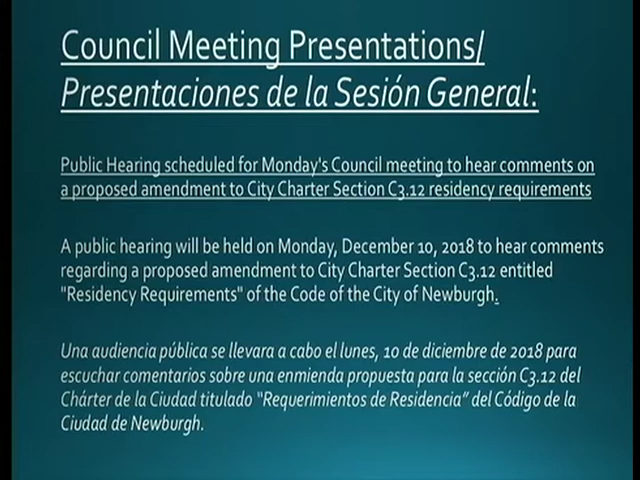 Council Meeting Presentations/
Presentaciones de la Sesión General:
Public Hearing scheduled for Monday's Council meeting to hear comments on
a proposed amendment to City Charter Section C3.12 residency requirements
A public hearing will be held on Monday, December 10, 2018 to hear comments
regarding a proposed amendment to City Charter Section C3.12 entitled
"Residency Requirements" of the Code of the City of Newburgh.
Una audiencia pública se llevara a cabo el lunes, 10 de diciembre de 2018 para
escuchar comentarios sobre una enmienda propuesta para la sección C3.12 del
Chárter de la Ciudad titulado “Requerimientos de Residencia” del Código de la
Ciudad de Newburgh.